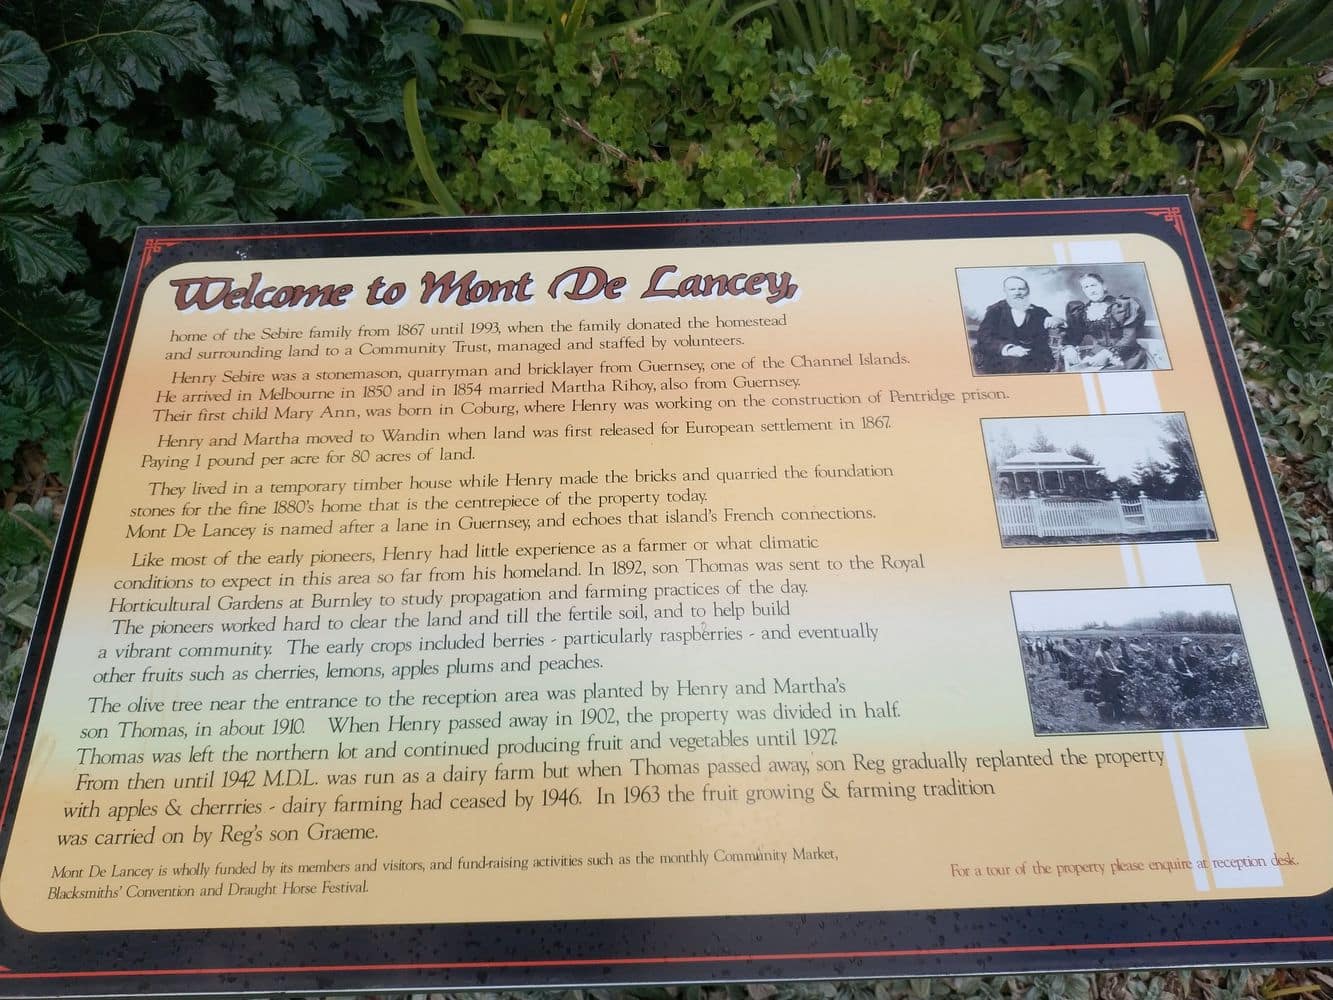 Welcome to Mont De Lancey,
home of the Sebire family from 1867 until 1993, when the family donated the homestead
and surrounding land to a Community Trust, managed and staffed by volunteers.
Henry Sebire was a stonemason, quarryman and bricklayer from Guernsey, one of the Channel Islands.
He arrived in Melbourne in 1850 and in 1854 married Martha Rihoy, also from Guernsey.
Their first child Mary Ann, was born in Coburg, where Henry was working on the construction of Pentridge prison.
Henry and Martha moved to Wandin when land was first released for European settlement in 1867.
Paying 1 pound per acre for 80 acres of land.
They lived in a temporary timber house while Henry made the bricks and quarried the foundation
stones for the fine 1880's home that is the centrepiece of the property today.
Mont De Lancey is named after a lane in Guernsey, and echoes that island's French connections.
Like most of the early pioneers, Henry had little experience as a farmer or what climatic
conditions to expect in this area so far from his homeland. In 1892, son Thomas was sent to the Royal
Horticultural Gardens at Burnley to study propagation and farming practices of the day.
The pioneers worked hard to clear the land and till the fertile soil, and to help build
a vibrant community. The early crops included berries - particularly raspberries - and eventually
other fruits such as cherries, lemons, apples plums and peaches.
The olive tree near the entrance to the reception area was planted by Henry and Martha's
son Thomas, in about 1910. When Henry passed away in 1902, the property was divided in half.
Thomas was left the northern lot and continued producing fruit and vegetables until 1927.
From then until 1942 M.D.L. was run as a dairy farm but when Thomas passed away, son Reg gradually replanted the property
with apples & cherrries - dairy farming had ceased by 1946. In 1963 the fruit growing & farming tradition
was carried on by Reg's son Graeme.
Mont De Lancey is wholly funded by its members and visitors, and fund-raising activities such as the monthly Community Market,
Blacksmiths' Convention and Draught Horse Festival.
For a tour of the property please enquire at reception desk.